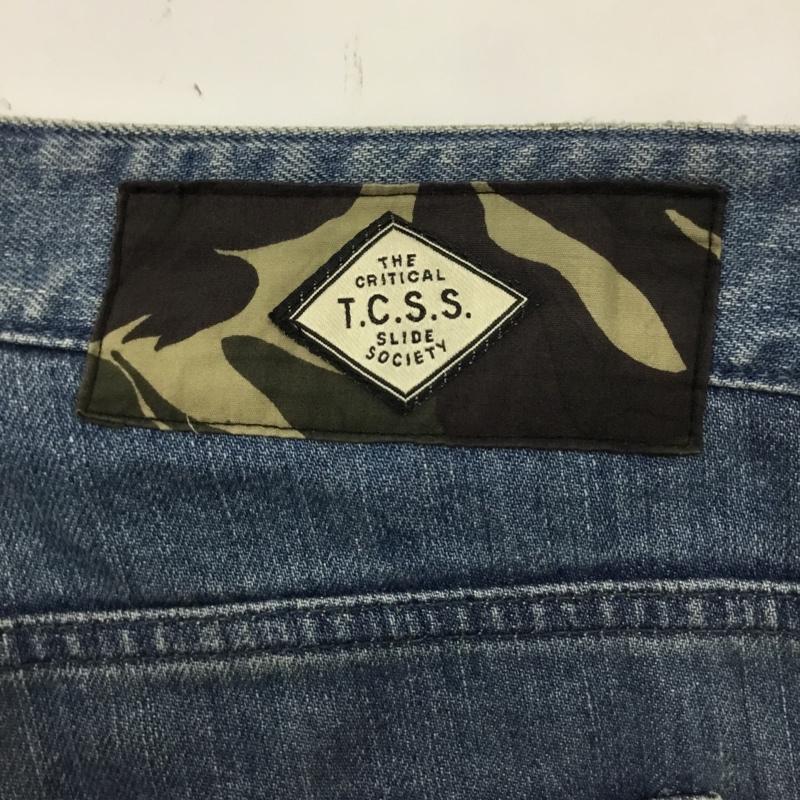 THE
CRITICAL
T.C.S.S.
SLIDE
SOCIETY